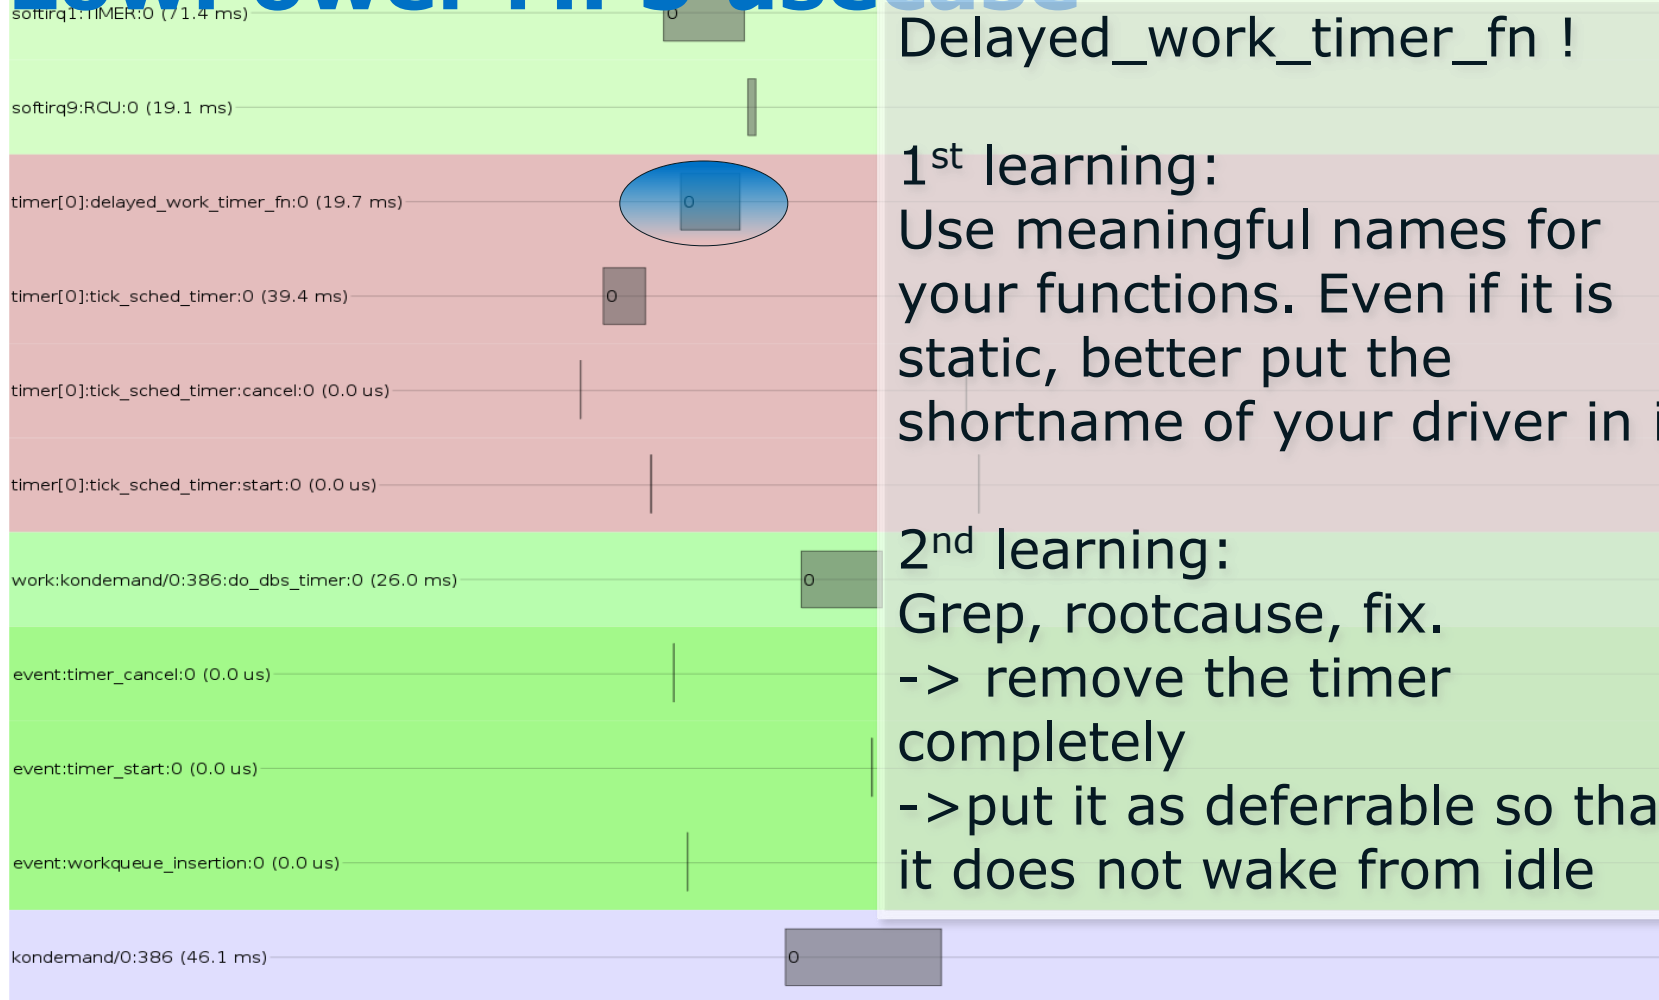 LowPower MP3 usecase
softirq1:TIMER:0 (71.4 ms)
0
softirq9:RCU:0 (19.1 ms)
timer[0]:delayed_work_timer_fn:0 (19.7 ms)
0
timer[0]:tick_sched_timer:0 (39.4 ms)
0
timer[0]:tick_sched_timer:cancel:0 (0.0 us)
timer[0]:tick_sched_timer:start:0 (0.0 us)
work:kondemand/0:386:do_dbs_timer:0 (26.0 ms)
0
event:timer_cancel:0 (0.0 us)
event:timer_start:0 (0.0 us)
event:workqueue_insertion:0 (0.0 us)
kondemand/0:386 (46.1 ms)
0
Delayed_work_timer_fn !
1st learning:
Use meaningful names for
your functions. Even if it is
static, better put the
shortname of your driver in i
2nd learning:
Grep, rootcause, fix.
-> remove the timer
completely
->put it as deferrable so tha
it does not wake from idle